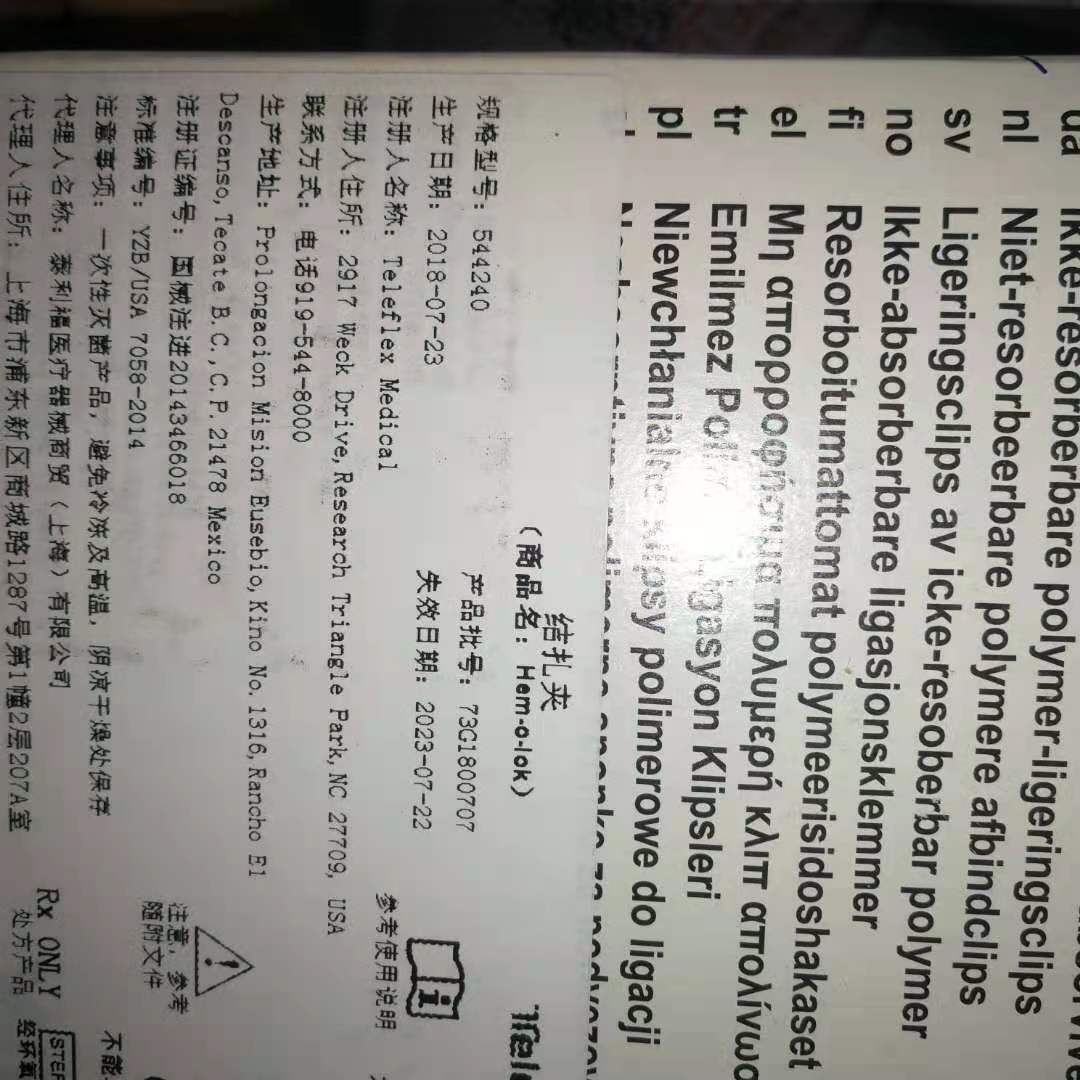 Ikke-resorberbare polymer-ligeringsclips
nl Niet-resorbeerbare polymere afbindclips
sv Ligeringsclips av icke-resoberbar polymer
no Ikke-absorberbare ligasjonsklemmer
fi Resorboitumattomat polymeerisidoshakaset
el Μη απορροφήσιμα πολυμερή κλιπ απολίνωσ
tr Emilmez Ligasyon Klipsleri
pl Niewchłanialne klipsy polimerowe do ligacji
结扎夹
(商品名: Hem-o-lok)
规格型号: 544240 产品批号: 73G1800707
生产日期: 2018-07-23 失效日期: 2023-07-22
注册人名称: Teleflex Medical
注册人住所: 2917 Weck Drive, Research Triangle Park, NC 27709, USA
联系方式: 电话919-544-8000
生产地址: Prolongacion Mision Eusebio, Kino No. 1316, Rancho El
Descanso, Tecate B.C., C.P. 21478 Mexico
注册证编号: 国械注进20143466018
标准编号: YZB/USA 7058-2014
注意事项: 一次性灭菌产品, 避免冷冻及高温, 阴凉干燥处保存
代理人名称: 泰利福医疗器械商贸(上海)有限公司
代理人住所: 上海市浦东新区商城路1287号第1幢2层207A室
参考使用说明
注意, 参考
随附文件
Rx ONLY
处方产品
不能
STER
经环氧